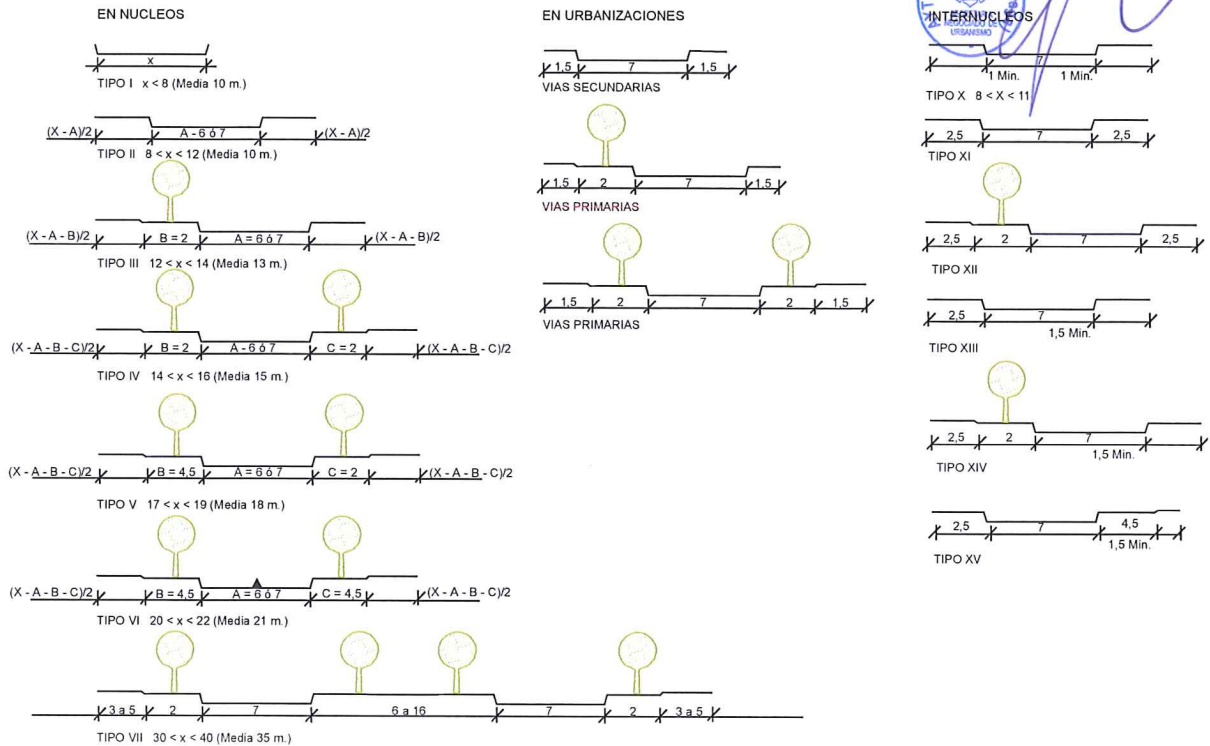 EN NUCLEOS
x
TIPO I x < 8 (Media 10 m.)
(X - A)/2 A - 6 ó 7 (X - A)/2
TIPO II 8 < x < 12 (Media 10 m.)
(X - A - B)/2 B = 2 A = 6 ó 7 (X - A - B)/2
TIPO III 12 < x < 14 (Media 13 m.)
(X - A - B - C)/2 B = 2 A - 6 ó 7 C = 2 (X - A - B - C)/2
TIPO IV 14 < x < 16 (Media 15 m.)
(X - A - B - C)/2 B = 4,5 A = 6 ó 7 C = 2 (X - A - B - C)/2
TIPO V 17 < x < 19 (Media 18 m.)
(X - A - B - C)/2 B = 4,5 A = 6 ó 7 C = 4,5 (X - A - B - C)/2
TIPO VI 20 < x < 22 (Media 21 m.)
3 a 5 2 7 6 a 16 7 2 3 a 5
TIPO VII 30 < x < 40 (Media 35 m.)
EN URBANIZACIONES
1,5 7 1,5
VIAS SECUNDARIAS
1,5 2 7 1,5
VIAS PRIMARIAS
1,5 2 7 2 1,5
VIAS PRIMARIAS
NEGOCIADO DE
URBANISMO
INTERNUCLEOS
7
1 Min. 1 Min.
TIPO X 8 < X < 11
2,5 7 2,5
TIPO XI
2,5 2 7 2,5
TIPO XII
2,5 7
1,5 Min.
TIPO XIII
2,5 2 7
1,5 Min.
TIPO XIV
2,5 7 4,5
1,5 Min.
TIPO XV